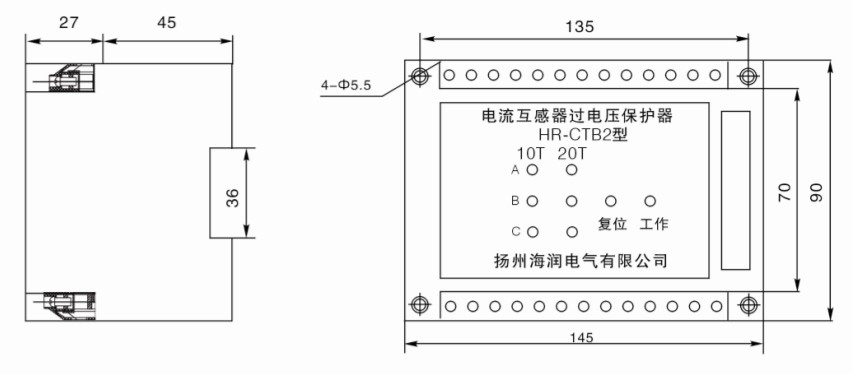 27
45
36
135
4-Φ5.5
电流互感器过电压保护器
HR-CTB2型
10T 20T
A
B
C
复位 工作
扬州海润电气有限公司
70
90
145